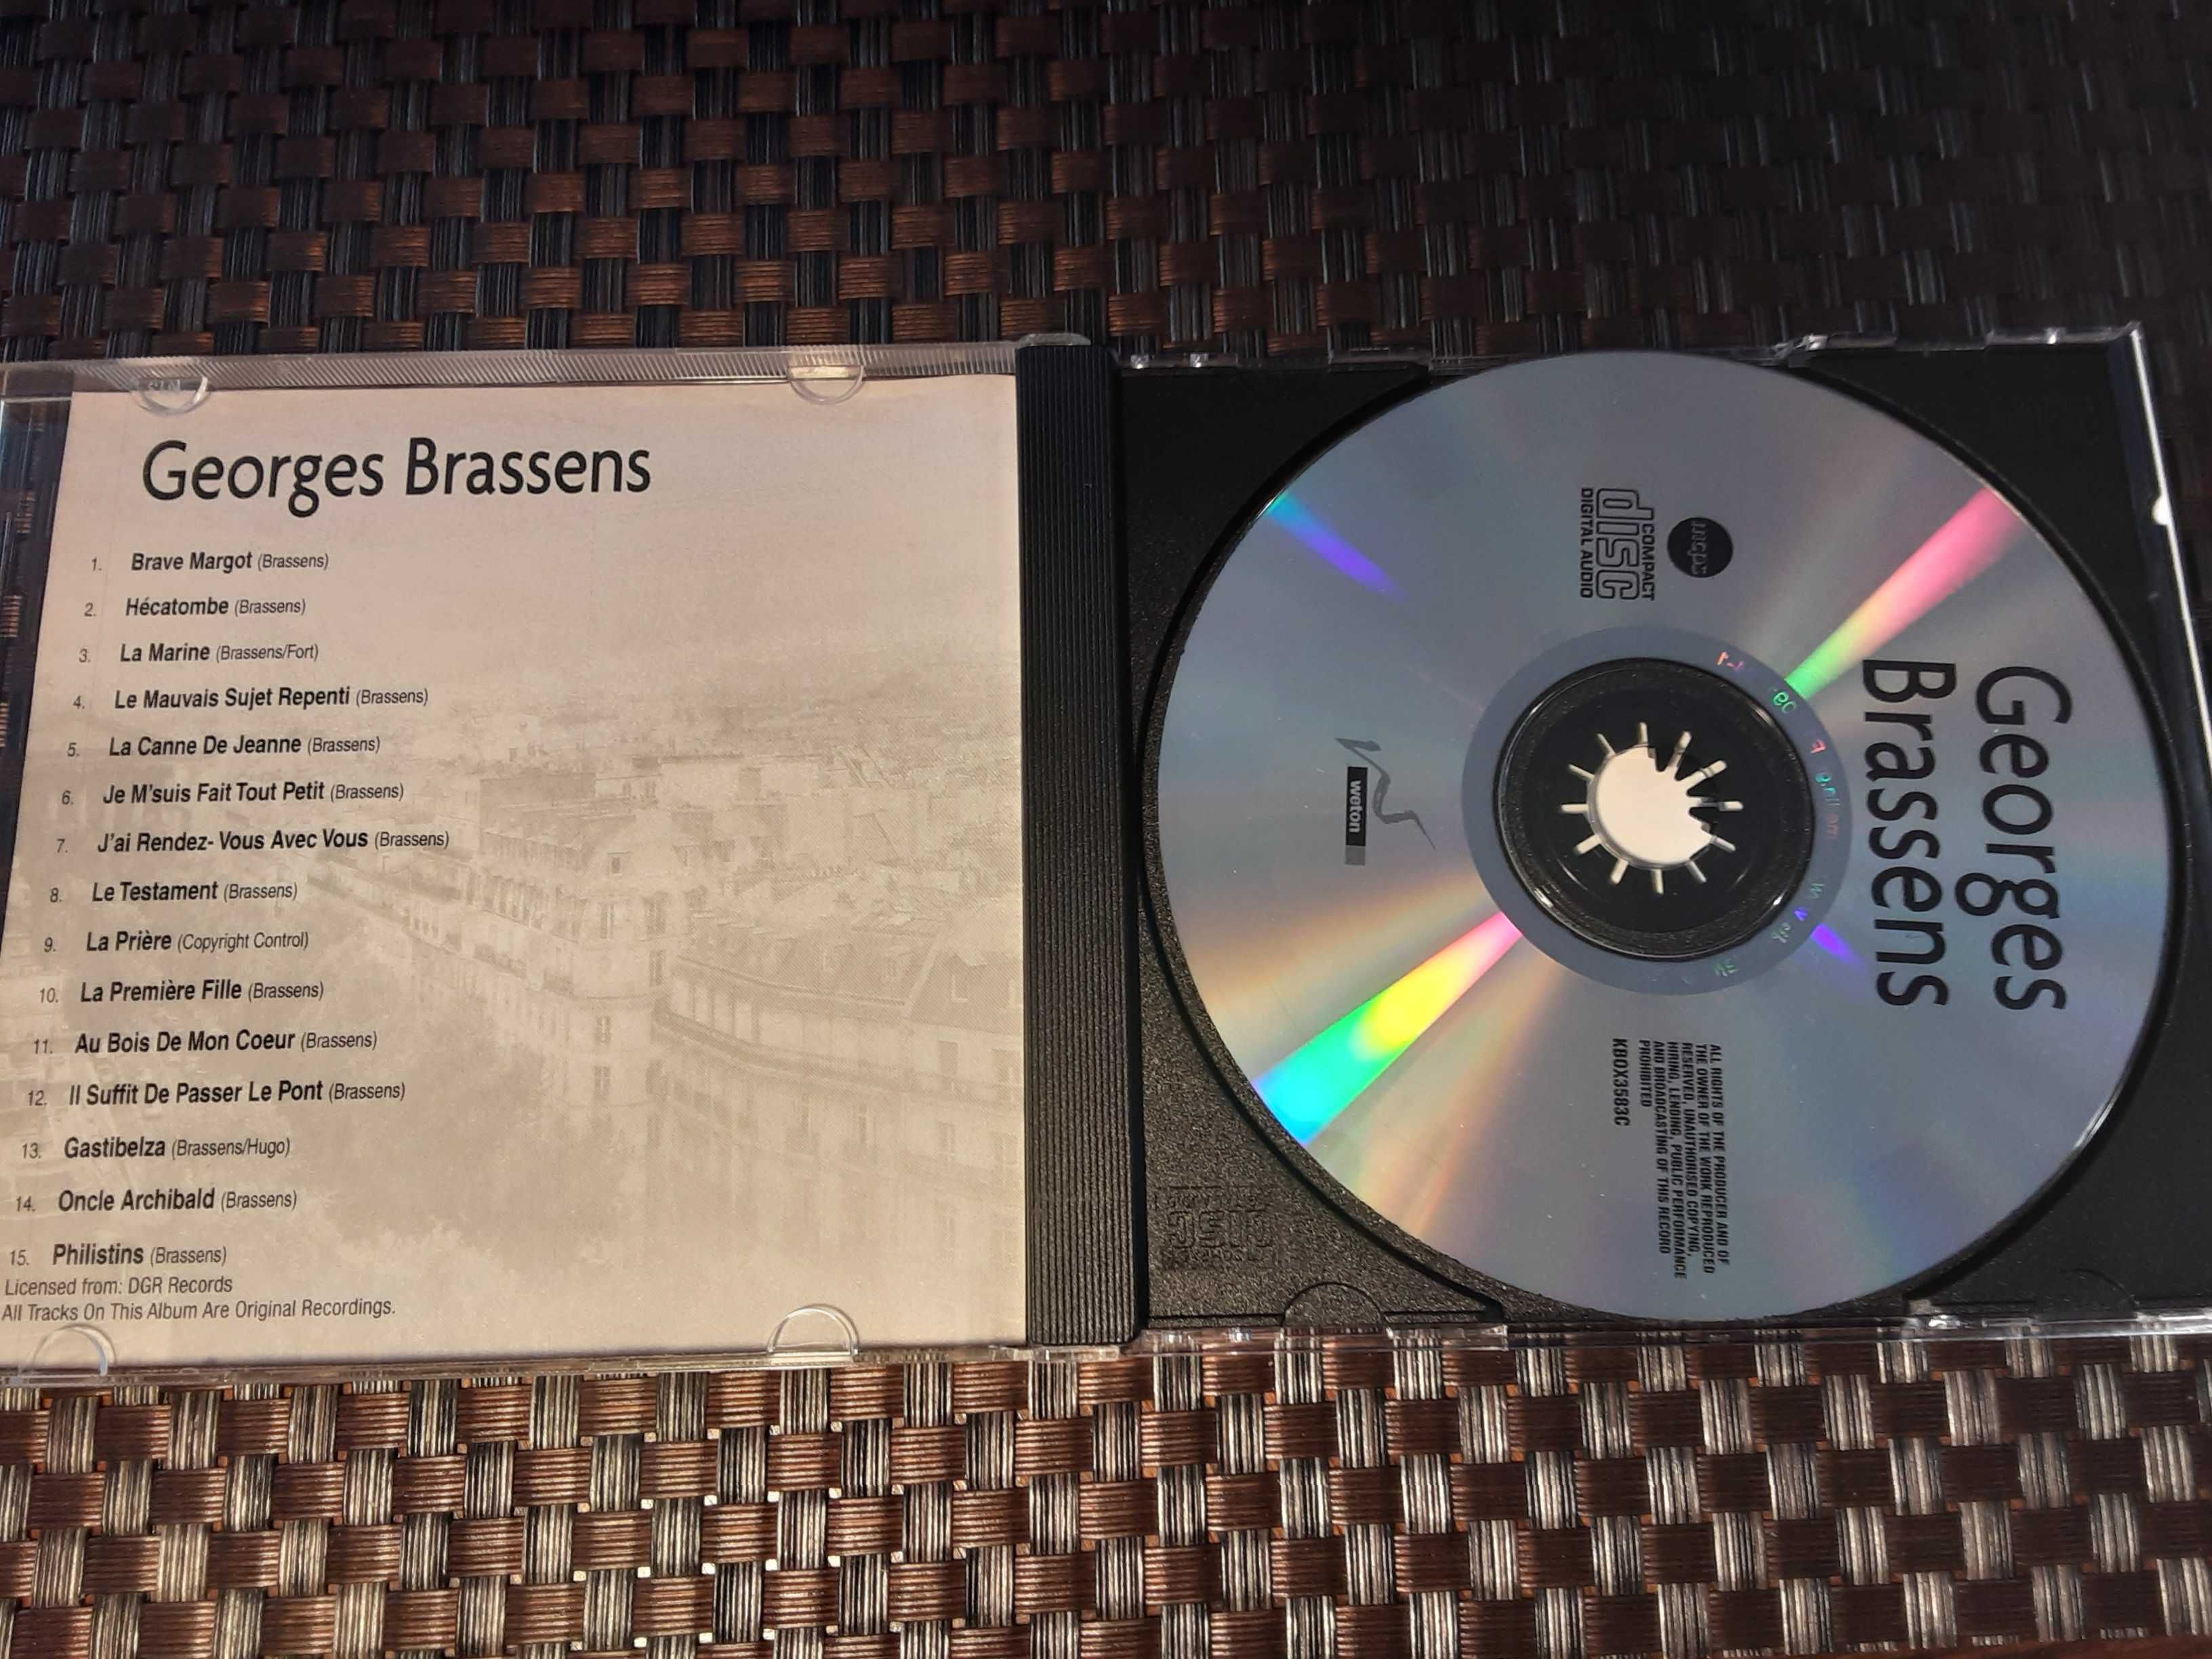 Georges Brassens
1. Brave Margot (Brassens)
2. Hécatombe (Brassens)
3. La Marine (Brassens/Fort)
4. Le Mauvais Sujet Repenti (Brassens)
5. La Canne De Jeanne (Brassens)
6. Je M'suis Fait Tout Petit (Brassens)
7. J'ai Rendez- Vous Avec Vous (Brassens)
8. Le Testament (Brassens)
9. La Prière (Copyright Control)
10. La Première Fille (Brassens)
11. Au Bois De Mon Coeur (Brassens)
12. Il Suffit De Passer Le Pont (Brassens)
13. Gastibelza (Brassens/Hugo)
14. Oncle Archibald (Brassens)
15. Philistins (Brassens)
Licensed from: DGR Records
All Tracks On This Album Are Original Recordings.
Georges
Brassens
mcps
COMPACT
disc
DIGITAL AUDIO
weton
ALL RIGHTS OF THE PRODUCER AND OF
THE OWNER OF THE WORK REPRODUCED
RESERVED. UNAUTHORISED COPYING,
HIRING, LENDING, PUBLIC PERFORMANCE
AND BROADCASTING OF THIS RECORD
PROHIBITED
KBOX3583C
disc